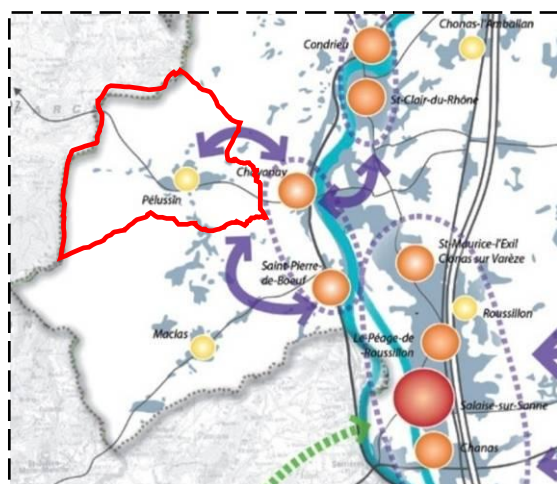 Chonas-l'Amballan
Condrieu
St-Clair-du-Rhône
Chavanay
Pélussin
St-Maurice-l'Exil
Clonas sur Varèze
Saint-Pierre-
de-Bœuf
Roussillon
Le Péage-de-
Roussillon
Maclas
Salaise-sur-Sanne
Chanas